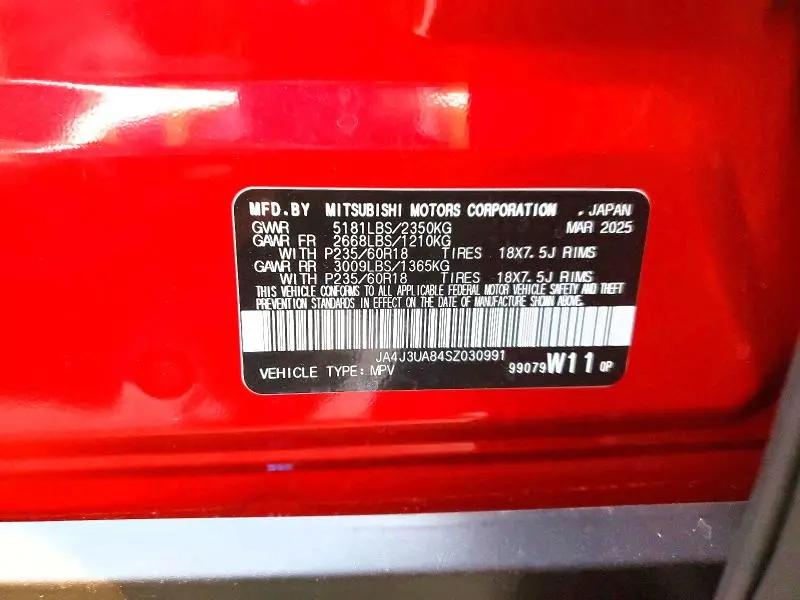 MFD.BY MITSUBISHI MOTORS CORPORATION , JAPAN
GVWR 5181LBS/2350KG MAR 2025
GAWR FR 2668LBS/1210KG
WITH P235/60R18 TIRES 18X7.5J RIMS
GAWR RR 3009LBS/1365KG
WITH P235/60R18 TIRES 18X7.5J RIMS
THIS VEHICLE CONFORMS TO ALL APPLICABLE FEDERAL MOTOR VEHICLE SAFETY AND THEFT
PREVENTION STANDARDS IN EFFECT ON THE DATE OF MANUFACTURE SHOWN ABOVE.
JA4J3UA84SZ030991
VEHICLE TYPE: MPV 99079 W11 0P